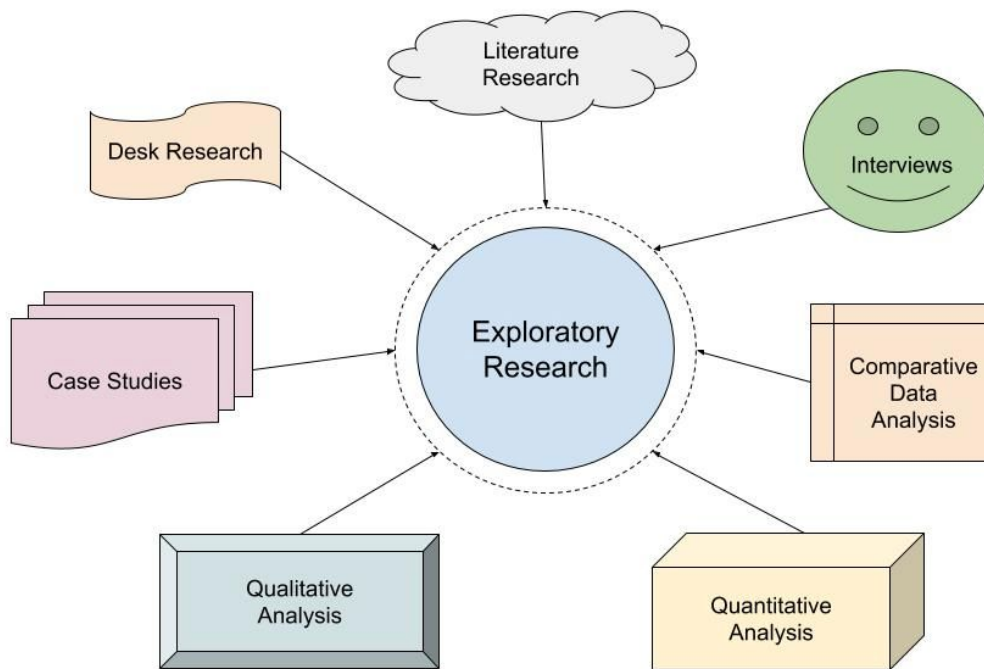 Literature
Research
Desk Research
Interviews
Exploratory
Research
Case Studies
Comparative
Data
Analysis
Qualitative
Analysis
Quantitative
Analysis